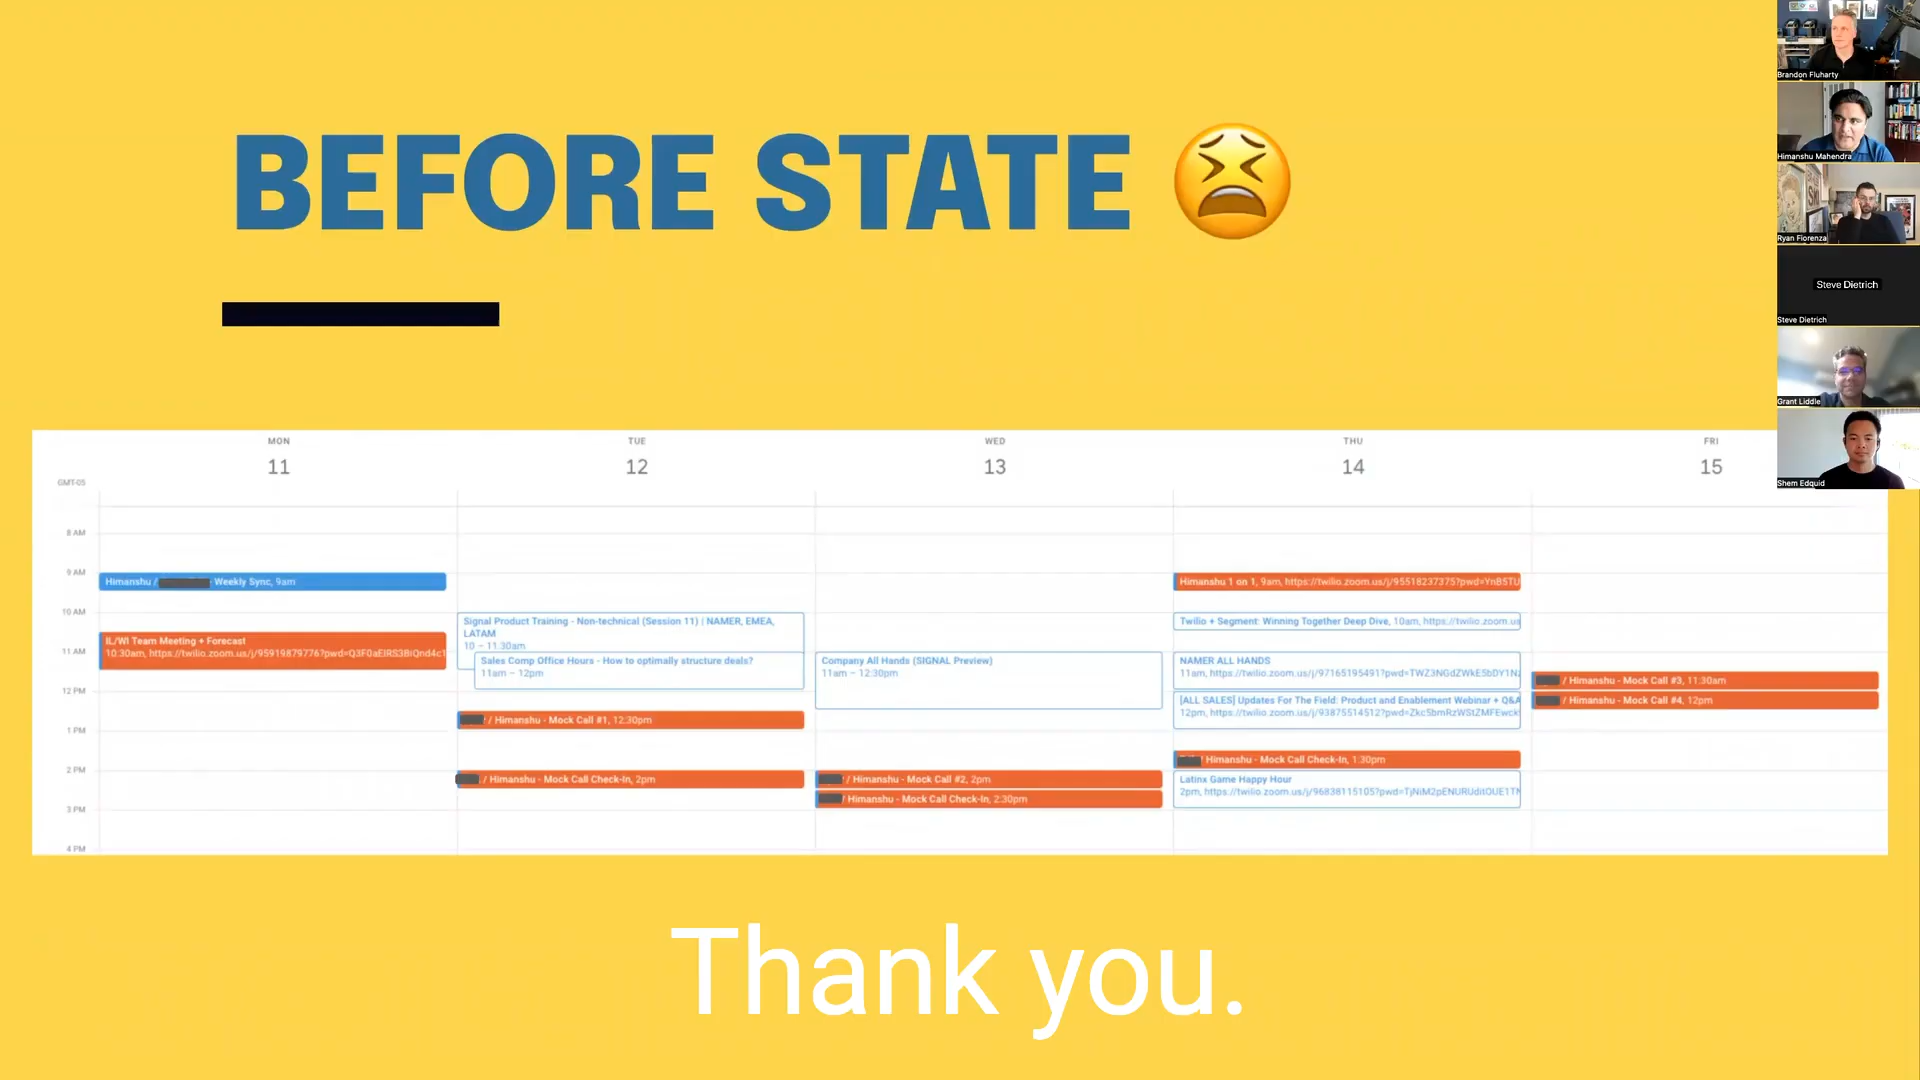 BEFORE STATE
Brandon Fluharty
Himanshu Mahendra
Ryan Fiorenza
Steve Dietrich
Steve Dietrich
Grant Liddle
Shem Edquid
MON
11
TUE
12
WED
13
THU
14
FRI
15
GMT-05
8 AM
9 AM
10 AM
11 AM
12 PM
1 PM
2 PM
3 PM
4 PM
Himanshu / Weekly Sync, 9am
IL/WI Team Meeting + Forecast
10:30am,
Signal Product Training - Non-technical (Session 11) | NAMER, EMEA,
LATAM
10 – 11:30am
Sales Comp Office Hours - How to optimally structure deals?
11am – 12pm
/ Himanshu - Mock Call #1, 12:30pm
/ Himanshu - Mock Call Check-In, 2pm
Company All Hands (SIGNAL Preview)
11am – 12:30pm
/ Himanshu - Mock Call #2, 2pm
/ Himanshu - Mock Call Check-In, 2:30pm
Himanshu 1 on 1, 9am,
Twilio + Segment: Winning Together Deep Dive, 10am, https://twilio.zoom.us
NAMER ALL HANDS
11am,
[ALL SALES] Updates For The Field: Product and Enablement Webinar + Q&A
12pm,
/ Himanshu - Mock Call Check-In, 1:30pm
Latinx Game Happy Hour
2pm,
/ Himanshu - Mock Call #3, 11:30am
/ Himanshu - Mock Call #4, 12pm
Thank you.